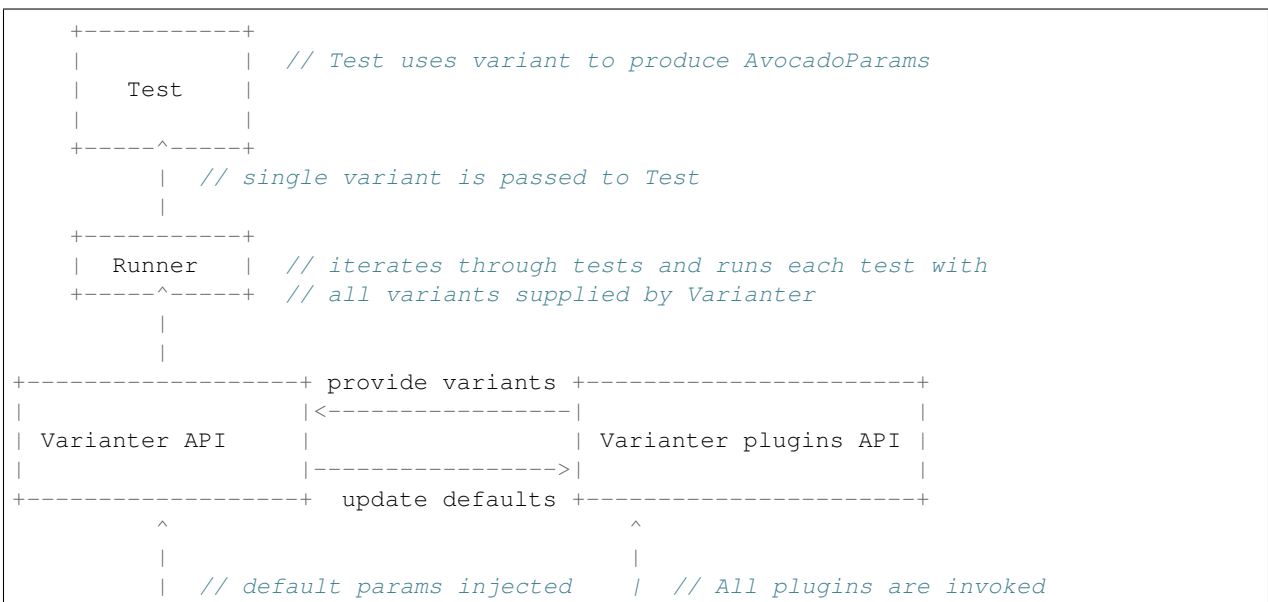 +-----------+
|           |  // Test uses variant to produce AvocadoParams
|   Test    |
|           |
+-----^-----+
      |  // single variant is passed to Test
      |
+-----------+
|  Runner   |  // iterates through tests and runs each test with
+-----^-----+  // all variants supplied by Varianter
      |
      |
+-------------------+ provide variants +-----------------------+
|                   |<-----------------|                       |
| Varianter API     |                  | Varianter plugins API |
|                   |----------------->|                       |
+-------------------+  update defaults +-----------------------+
          ^                                ^
          |                                |
          |  // default params injected    |  // All plugins are invoked